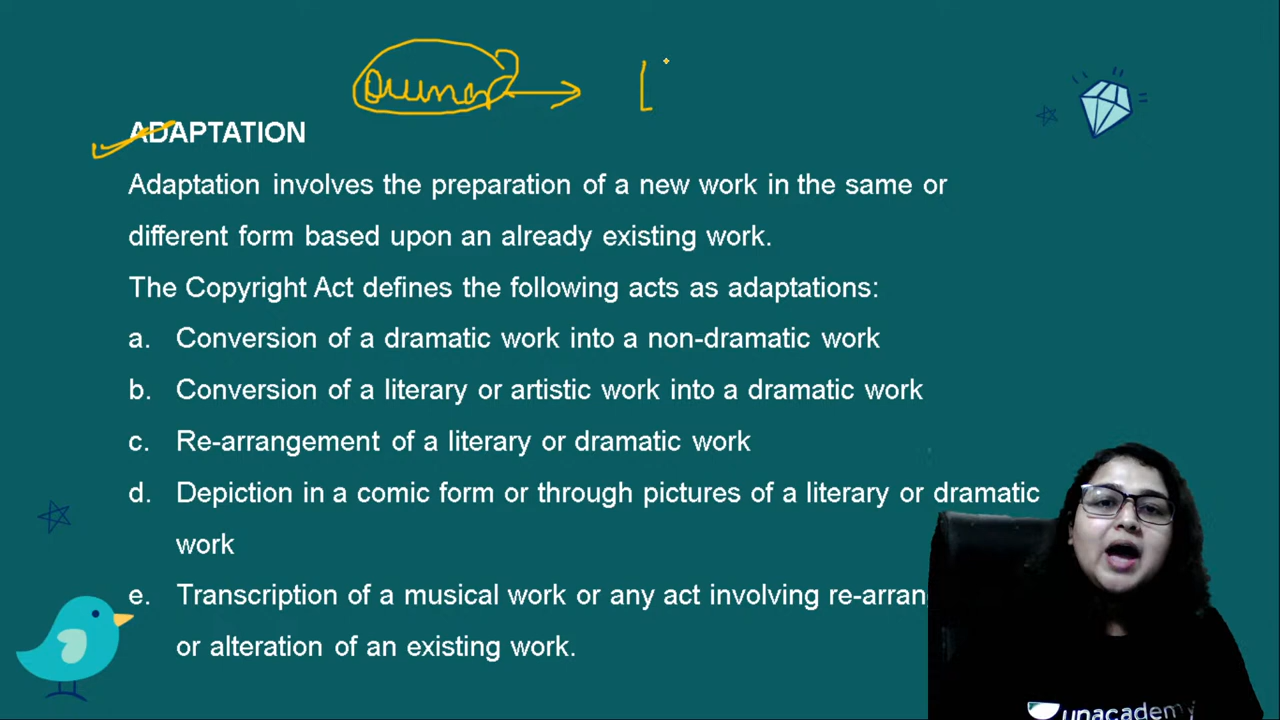 owner
ADAPTATION
Adaptation involves the preparation of a new work in the same or
different form based upon an already existing work.
The Copyright Act defines the following acts as adaptations:
a. Conversion of a dramatic work into a non-dramatic work
b. Conversion of a literary or artistic work into a dramatic work
c. Re-arrangement of a literary or dramatic work
d. Depiction in a comic form or through pictures of a literary or dramatic
work
e. Transcription of a musical work or any act involving re-arran
or alteration of an existing work.
unacademy